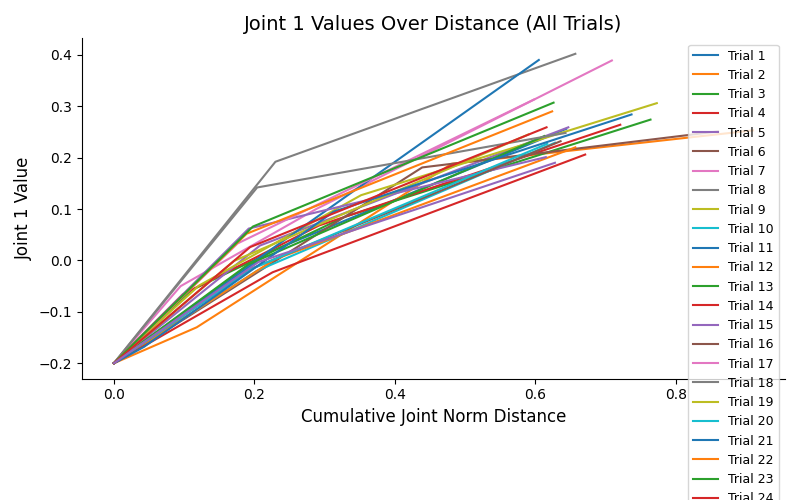 Joint 1 Values Over Distance (All Trials)
Joint 1 Value
0.4
0.3
0.2
0.1
0.0
−0.1
−0.2
0.0
0.2
0.4
0.6
0.8
Cumulative Joint Norm Distance
Trial 1
Trial 2
Trial 3
Trial 4
Trial 5
Trial 6
Trial 7
Trial 8
Trial 9
Trial 10
Trial 11
Trial 12
Trial 13
Trial 14
Trial 15
Trial 16
Trial 17
Trial 18
Trial 19
Trial 20
Trial 21
Trial 22
Trial 23
Trial 24